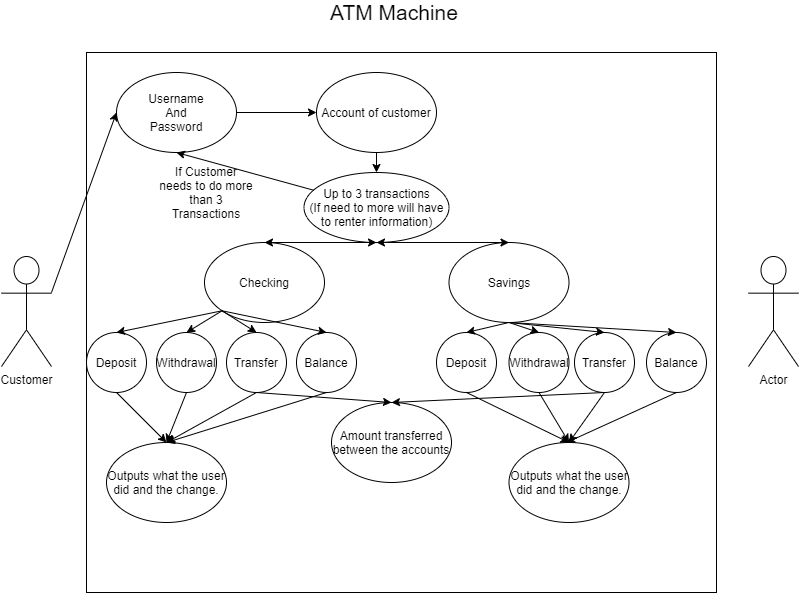 ATM Machine
Username
And
Password
Account of customer
If Customer
needs to do more
than 3
Transactions
Up to 3 transactions
(If need to more will have
to renter information)
Checking
Savings
Deposit
Withdrawal
Transfer
Balance
Deposit
Withdrawal
Transfer
Balance
Customer
Actor
Amount transferred
between the accounts
Outputs what the user
did and the change.
Outputs what the user
did and the change.